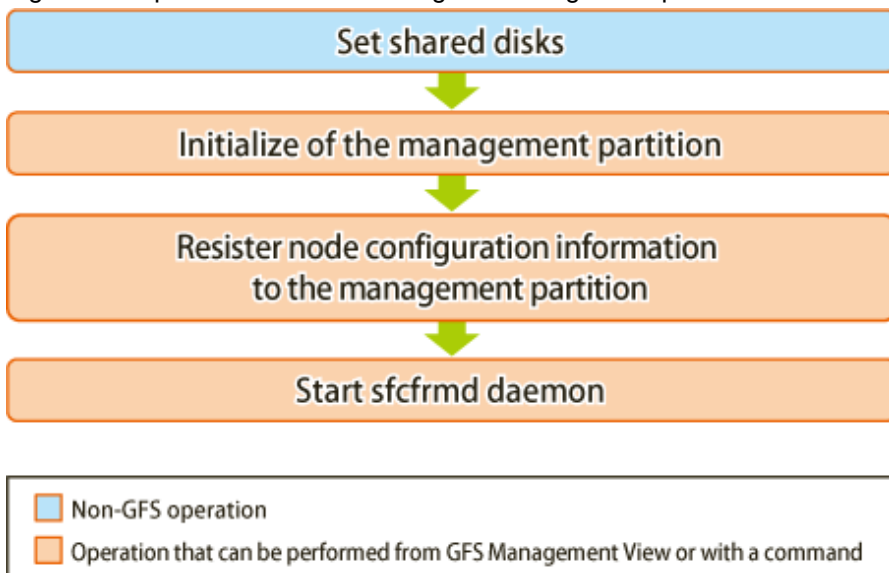 Set shared disks
Initialize of the management partition
Resister node configuration information
to the management partition
Start sfcfrmd daemon
Non-GFS operation
Operation that can be performed from GFS Management View or with a command